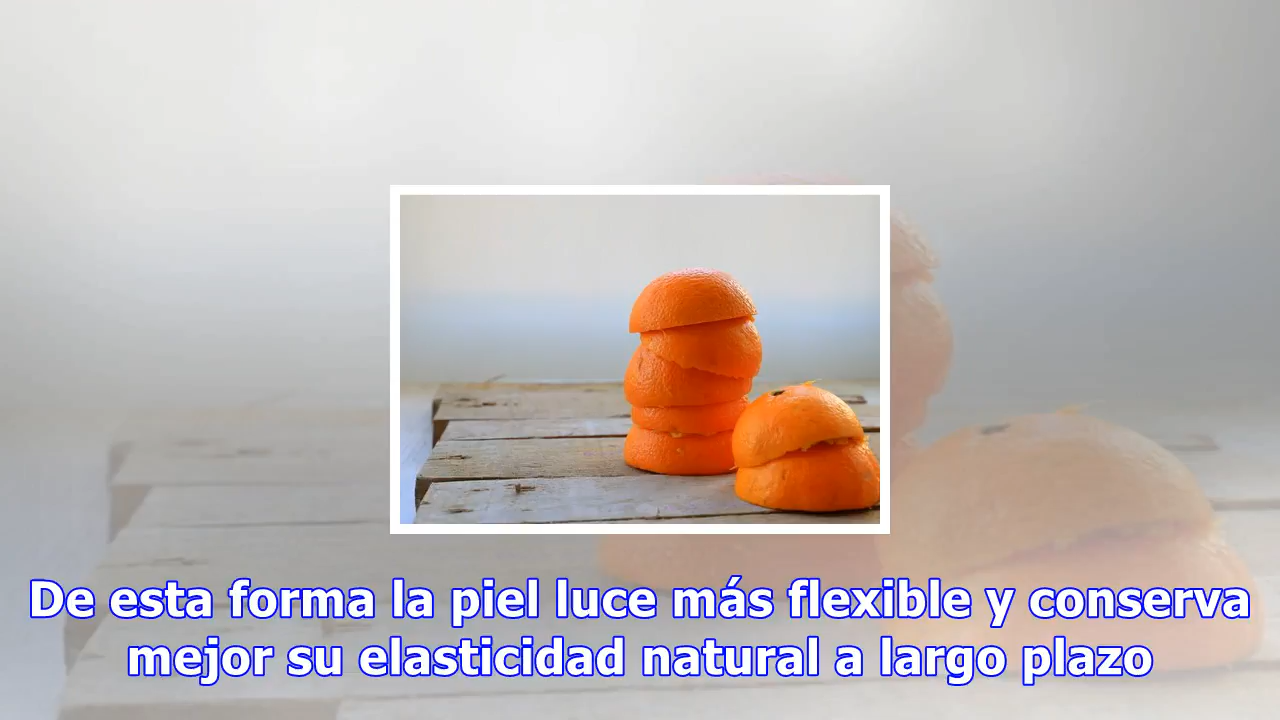 De esta forma la piel luce más flexible y conserva
mejor su elasticidad natural a largo plazo